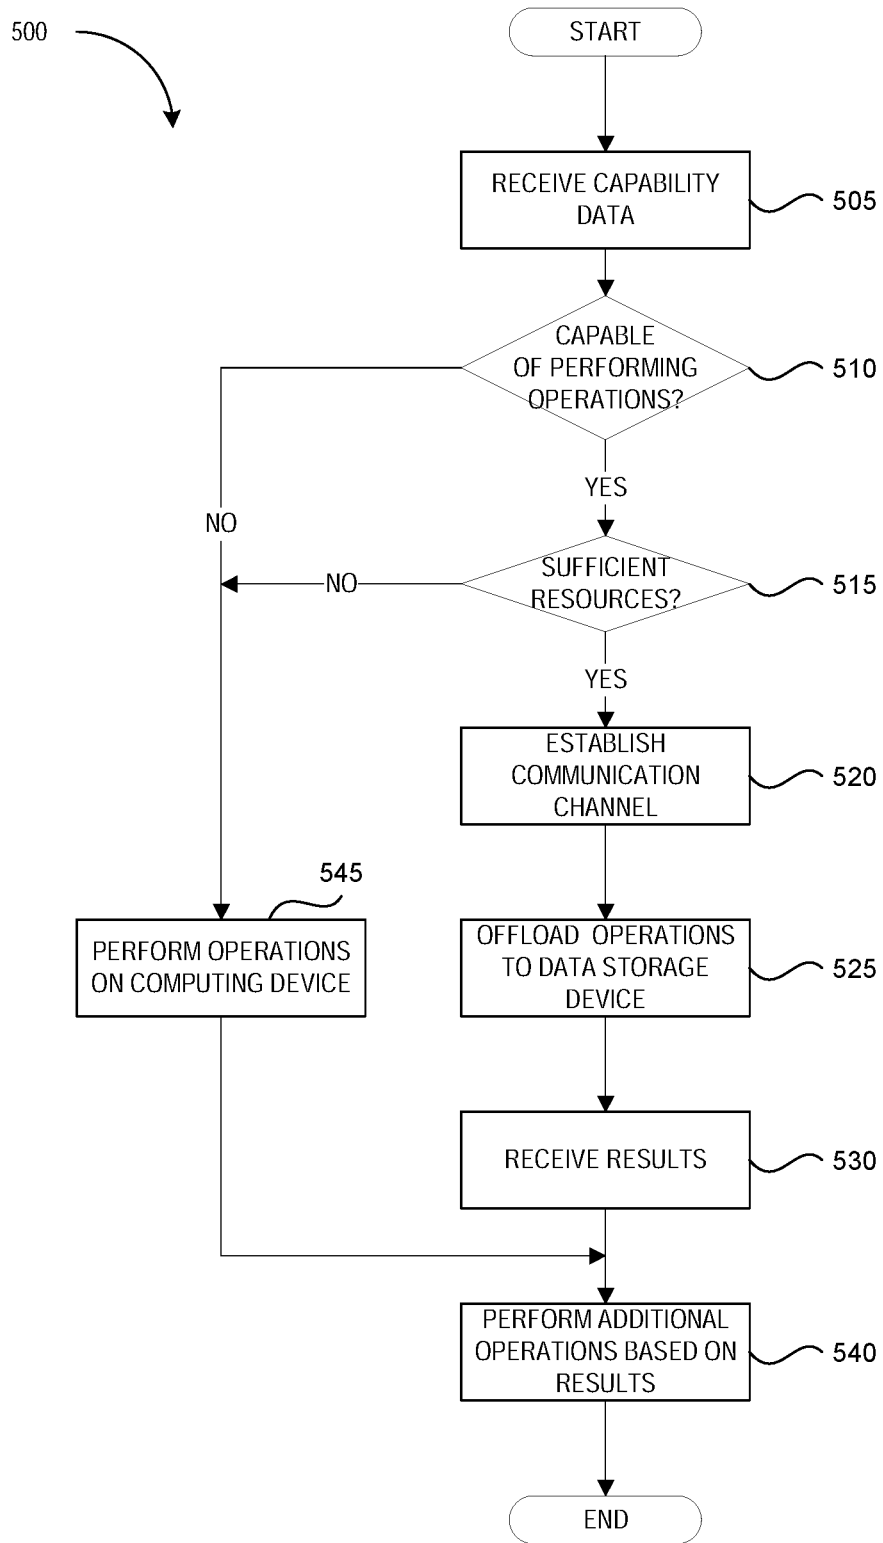 500
START
RECEIVE CAPABILITY
DATA
505
CAPABLE
OF PERFORMING
OPERATIONS?
510
YES
NO
SUFFICIENT
RESOURCES?
515
NO
YES
ESTABLISH
COMMUNICATION
CHANNEL
520
545
PERFORM OPERATIONS
ON COMPUTING DEVICE
OFFLOAD OPERATIONS
TO DATA STORAGE
DEVICE
525
RECEIVE RESULTS
530
PERFORM ADDITIONAL
OPERATIONS BASED ON
RESULTS
540
END